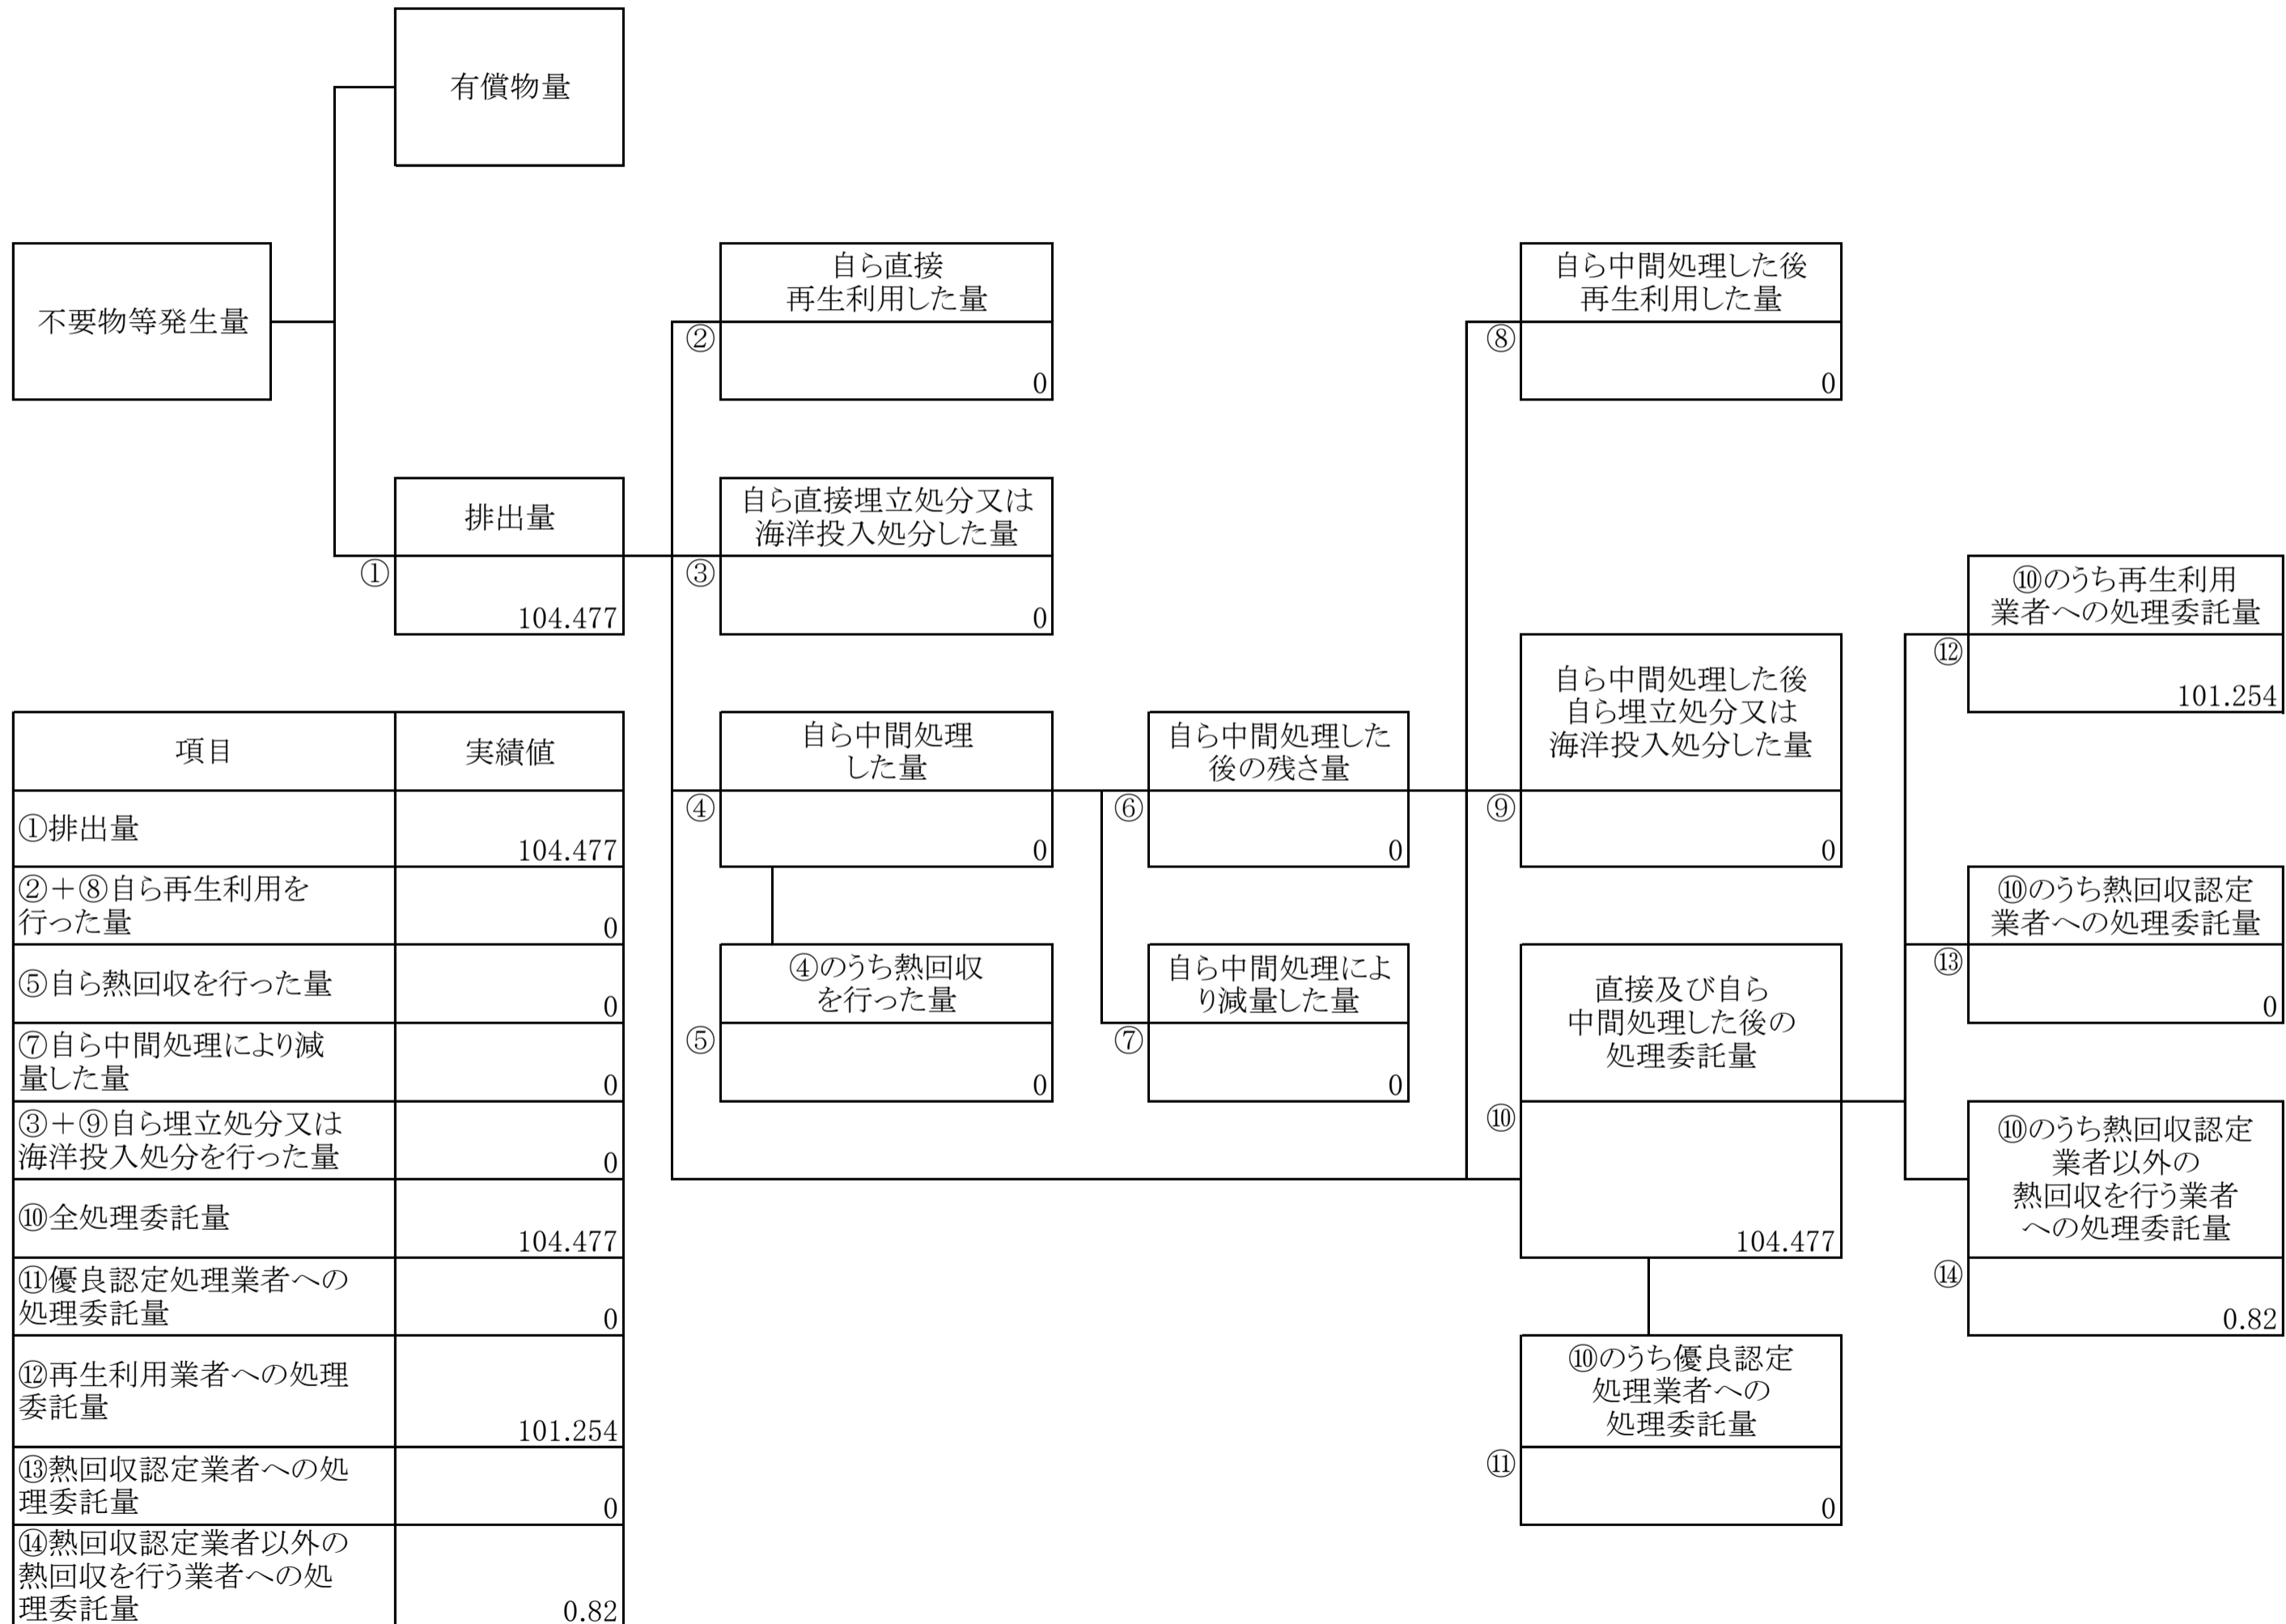 有償物量
不要物等発生量
自ら直接
再生利用した量
②
0
自ら中間処理した後
再生利用した量
⑧
0
排出量
①
104.477
自ら直接埋立処分又は
海洋投入処分した量
③
0
⑩のうち再生利用
業者への処理委託量
⑫
101.254
自ら中間処理
した量
④
0
自ら中間処理した
後の残さ量
⑥
0
自ら中間処理した後
自ら埋立処分又は
海洋投入処分した量
⑨
0
⑩のうち熱回収認定
業者への処理委託量
⑬
0
④のうち熱回収
を行った量
⑤
0
自ら中間処理によ
り減量した量
⑦
0
直接及び自ら
中間処理した後の
処理委託量
⑩
104.477
⑩のうち熱回収認定
業者以外の
熱回収を行う業者
への処理委託量
⑭
0.82
⑩のうち優良認定
処理業者への
処理委託量
⑪
0
項目 実績値
①排出量
104.477
②＋⑧自ら再生利用を
行った量
0
⑤自ら熱回収を行った量
0
⑦自ら中間処理により減
量した量
0
③＋⑨自ら埋立処分又は
海洋投入処分を行った量
0
⑩全処理委託量
104.477
⑪優良認定処理業者への
処理委託量
0
⑫再生利用業者への処理
委託量
101.254
⑬熱回収認定業者への処
理委託量
0
⑭熱回収認定業者以外の
熱回収を行う業者への処
理委託量
0.82